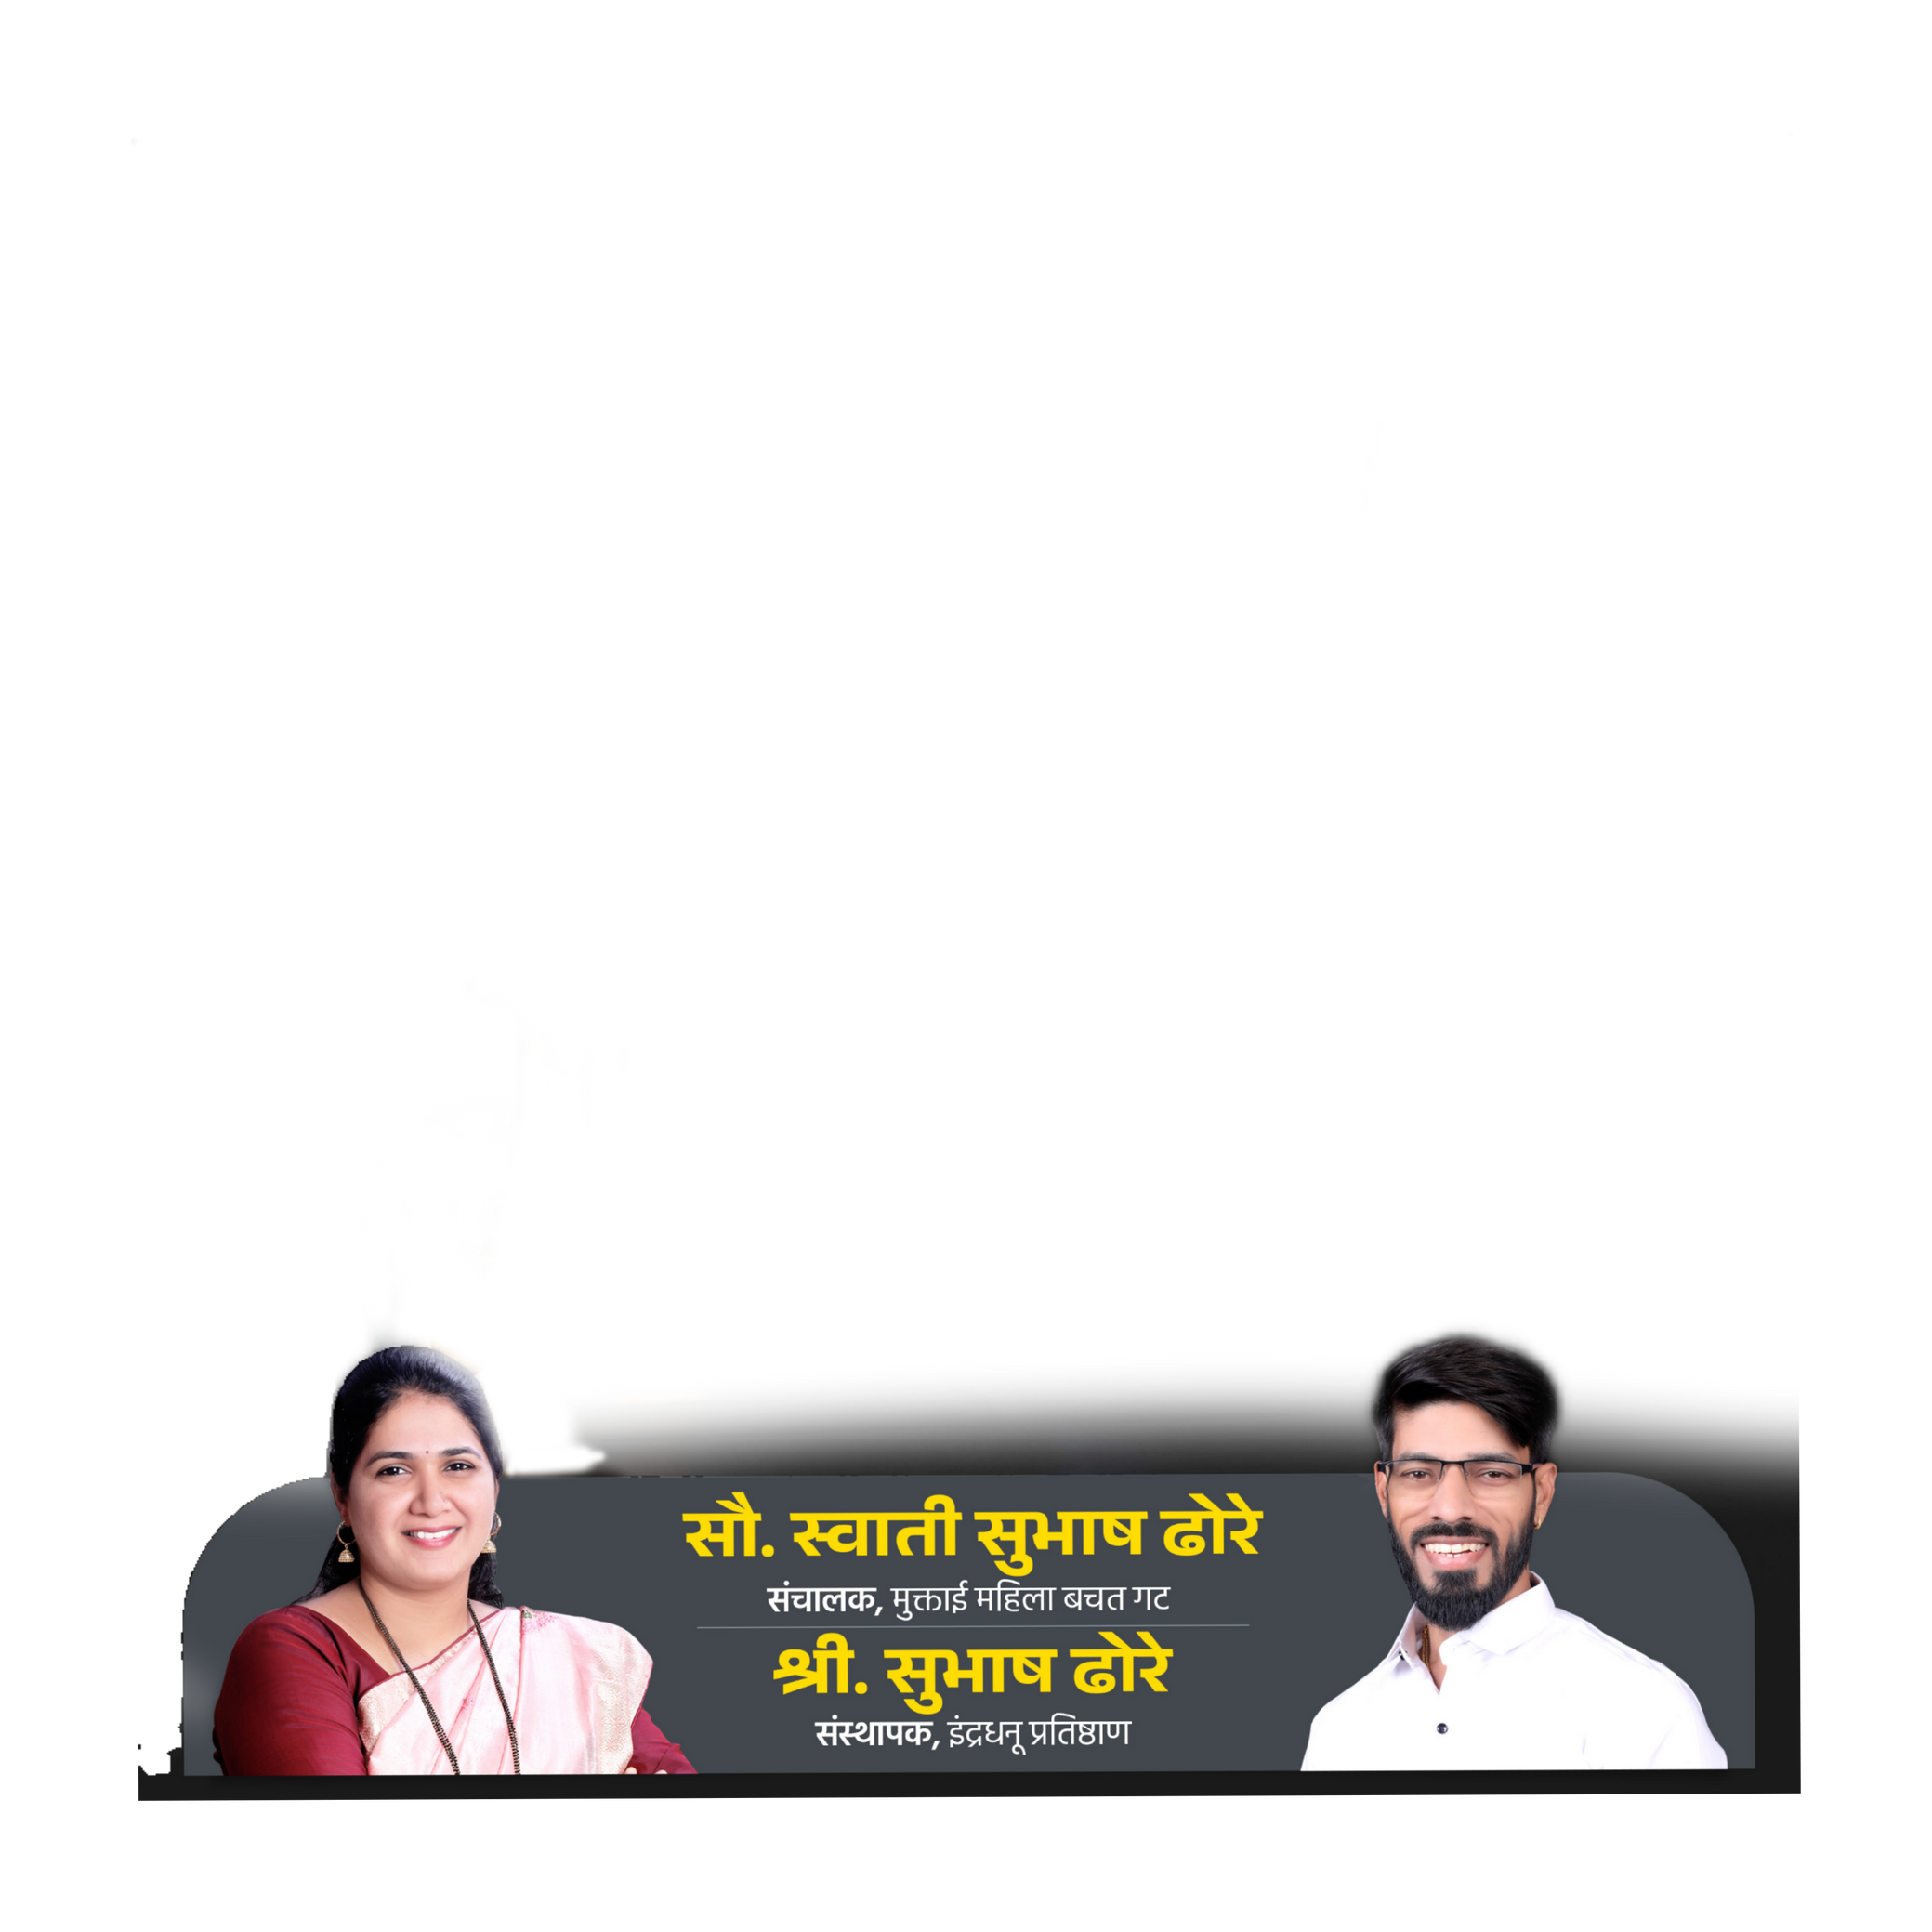 सौ. स्वाती सुभाष ढोरे
संचालक, मुक्ताई महिला बचत गट
श्री. सुभाष ढोरे
संस्थापक, इंद्रधनू प्रतिष्ठाण